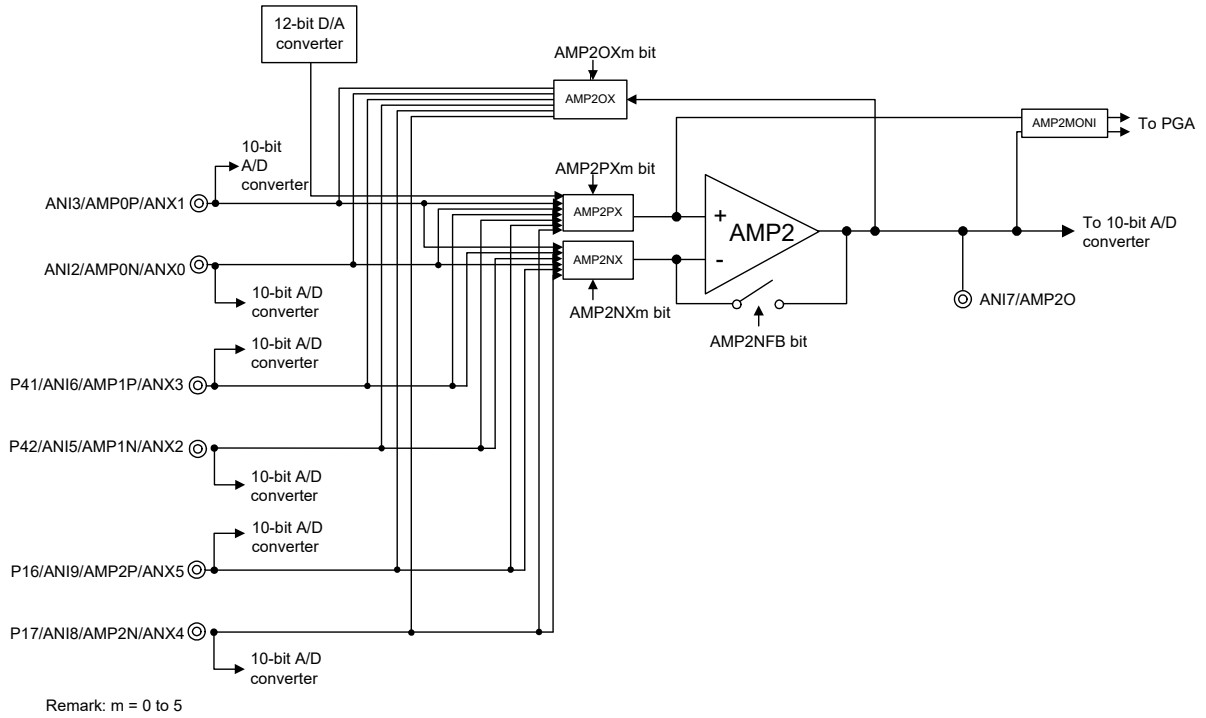 12-bit D/A
converter
AMP2OXm bit
AMP2OX
10-bit
A/D
converter
AMP2PXm bit
AMP2PX
AMP2MONI
To PGA
ANI3/AMP0P/ANX1
+
AMP2
-
To 10-bit A/D
converter
ANI2/AMP0N/ANX0
AMP2NX
10-bit A/D
converter
AMP2NXm bit
ANI7/AMP2O
AMP2NFB bit
10-bit A/D
converter
P41/ANI6/AMP1P/ANX3
P42/ANI5/AMP1N/ANX2
10-bit A/D
converter
10-bit A/D
converter
P16/ANI9/AMP2P/ANX5
P17/ANI8/AMP2N/ANX4
10-bit A/D
converter
Remark: m = 0 to 5